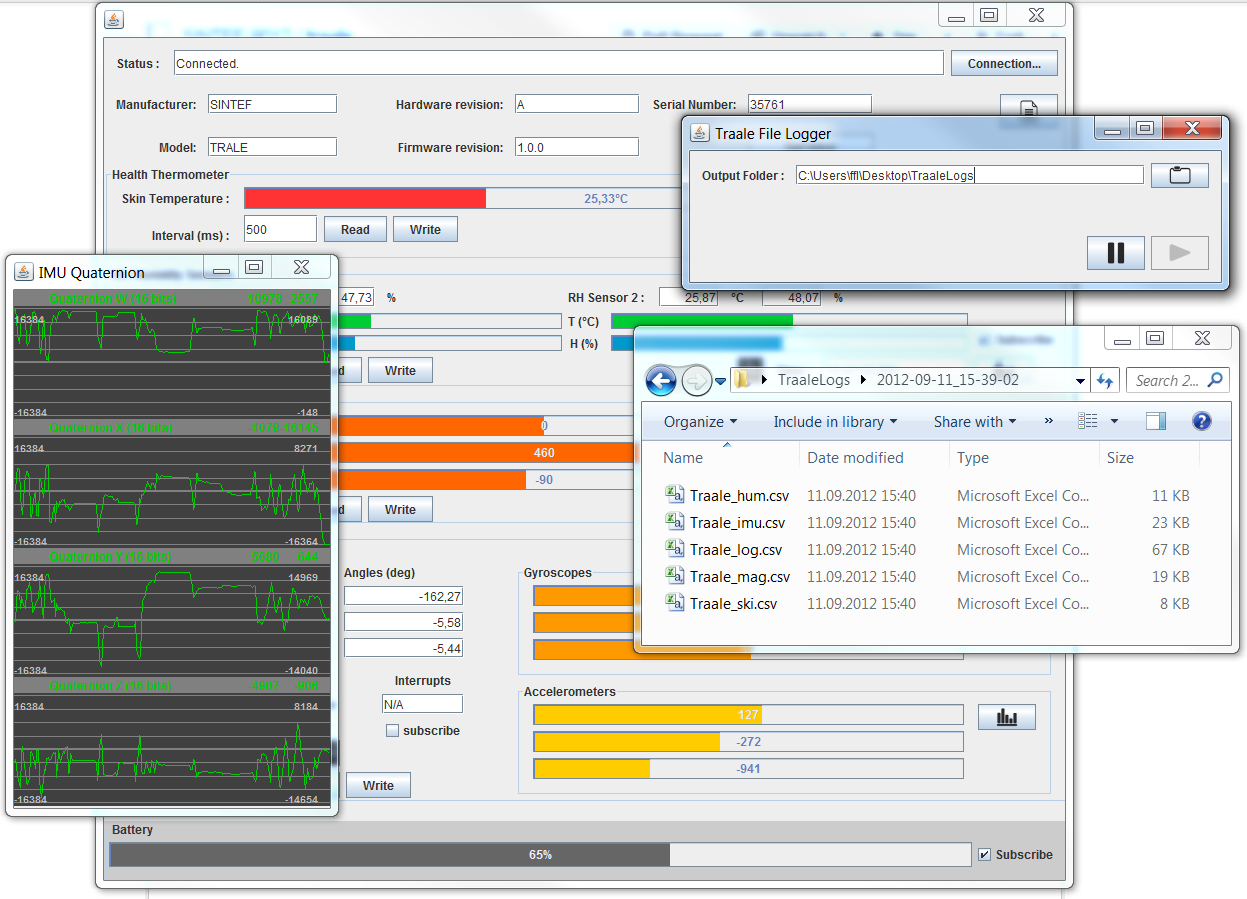 Status :
Connected.
Connection...
Manufacturer:
SINTEF
Hardware revision:
A
Serial Number:
35761
Model:
TRALE
Firmware revision:
1.0.0
Health Thermometer
Skin Temperature :
25,33°C
Interval (ms) :
500
Read
Write
Traale File Logger
Output Folder :
C:\Users\ffl\Desktop\TraaleLogs
47,73
%
RH Sensor 2 :
25,87
°C
48,07
%
T (°C)
H (%)
d
Write
0
460
-90
d
Write
IMU Quaternion
Quaternion W (16 bits)
16384
16089
-16384
-148
Quaternion X (16 bits)
16384
8271
-16384
-16364
Quaternion Y (16 bits)
5580
644
16384
14969
-16384
-14040
Quaternion Z (16 bits)
4907
908
16384
8184
-16384
-14654
TraaleLogs
2012-09-11_15-39-02
Search 2...
Organize
Include in library
Share with
»
Name
Date modified
Type
Size
Traale_hum.csv 11.09.2012 15:40 Microsoft Excel Co... 11 KB
Traale_imu.csv 11.09.2012 15:40 Microsoft Excel Co... 23 KB
Traale_log.csv 11.09.2012 15:40 Microsoft Excel Co... 67 KB
Traale_mag.csv 11.09.2012 15:40 Microsoft Excel Co... 19 KB
Traale_ski.csv 11.09.2012 15:40 Microsoft Excel Co... 8 KB
Angles (deg)
-162,27
-5,58
-5,44
Interrupts
N/A
subscribe
Write
Gyroscopes
Accelerometers
127
-272
-941
Battery
65%
Subscribe